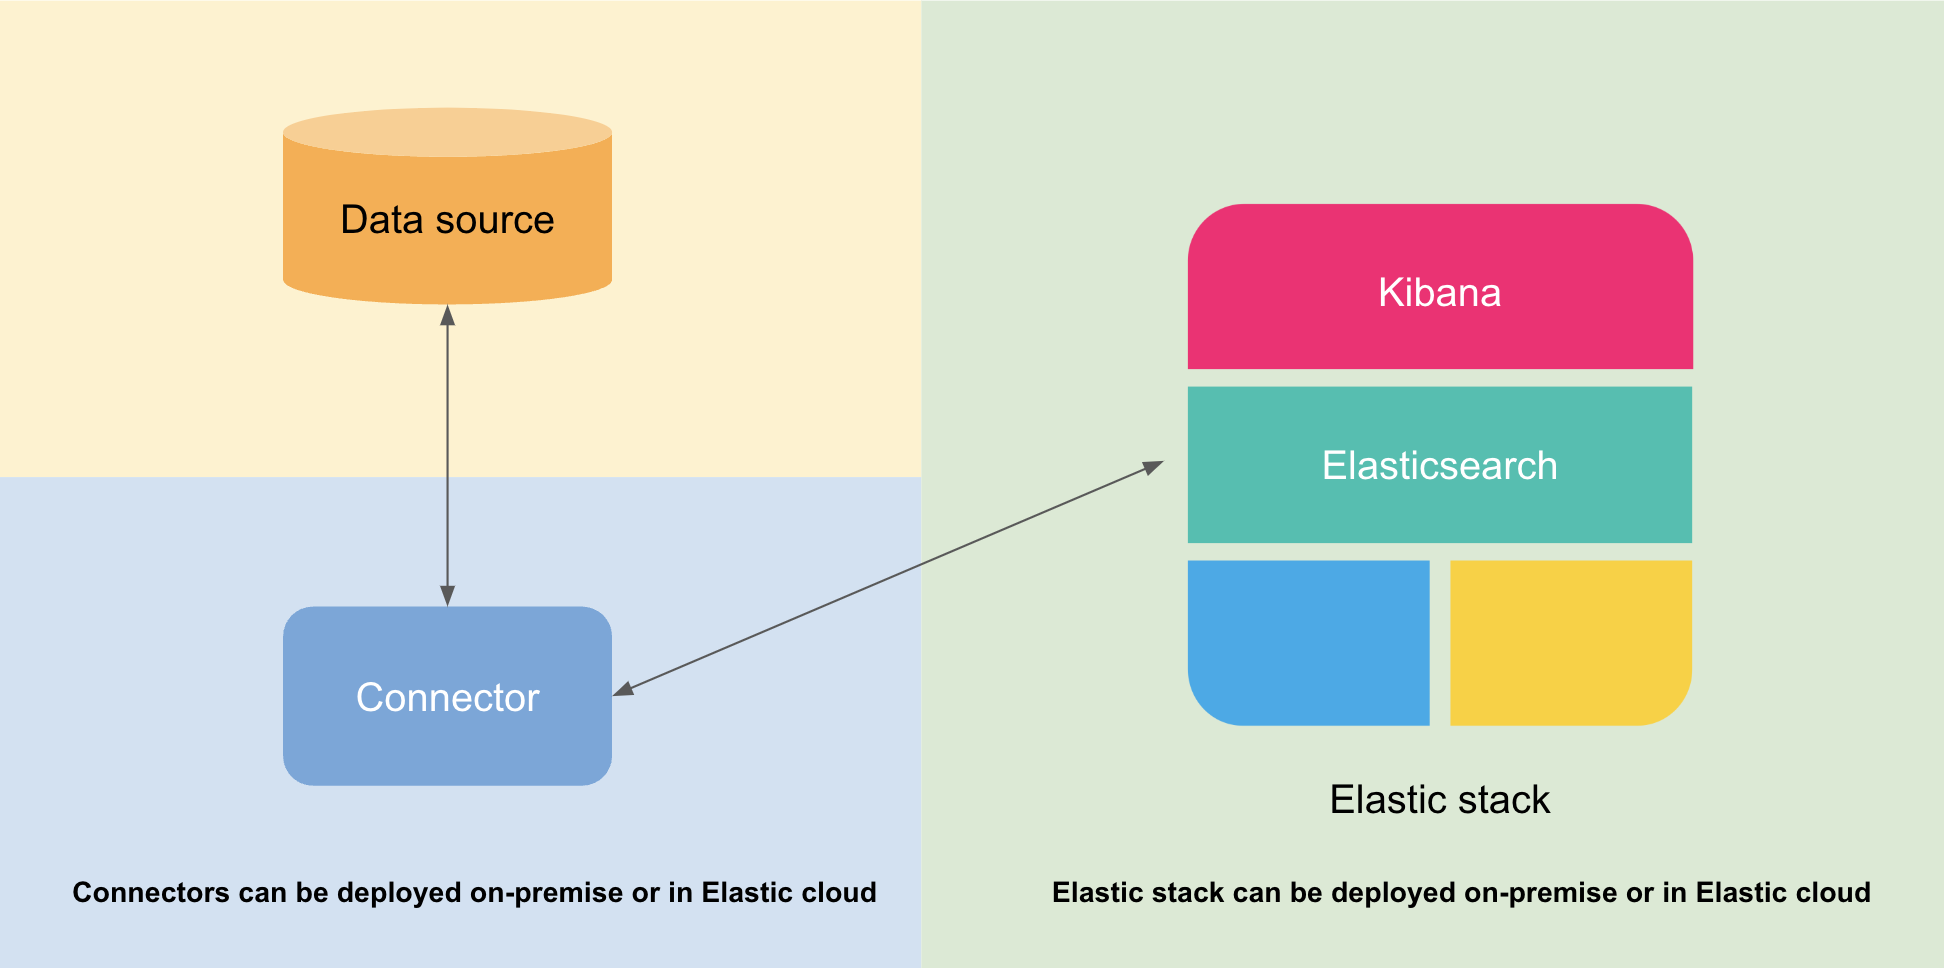 Data source
Connector
Connectors can be deployed on-premise or in Elastic cloud
Kibana
Elasticsearch
Elastic stack
Elastic stack can be deployed on-premise or in Elastic cloud